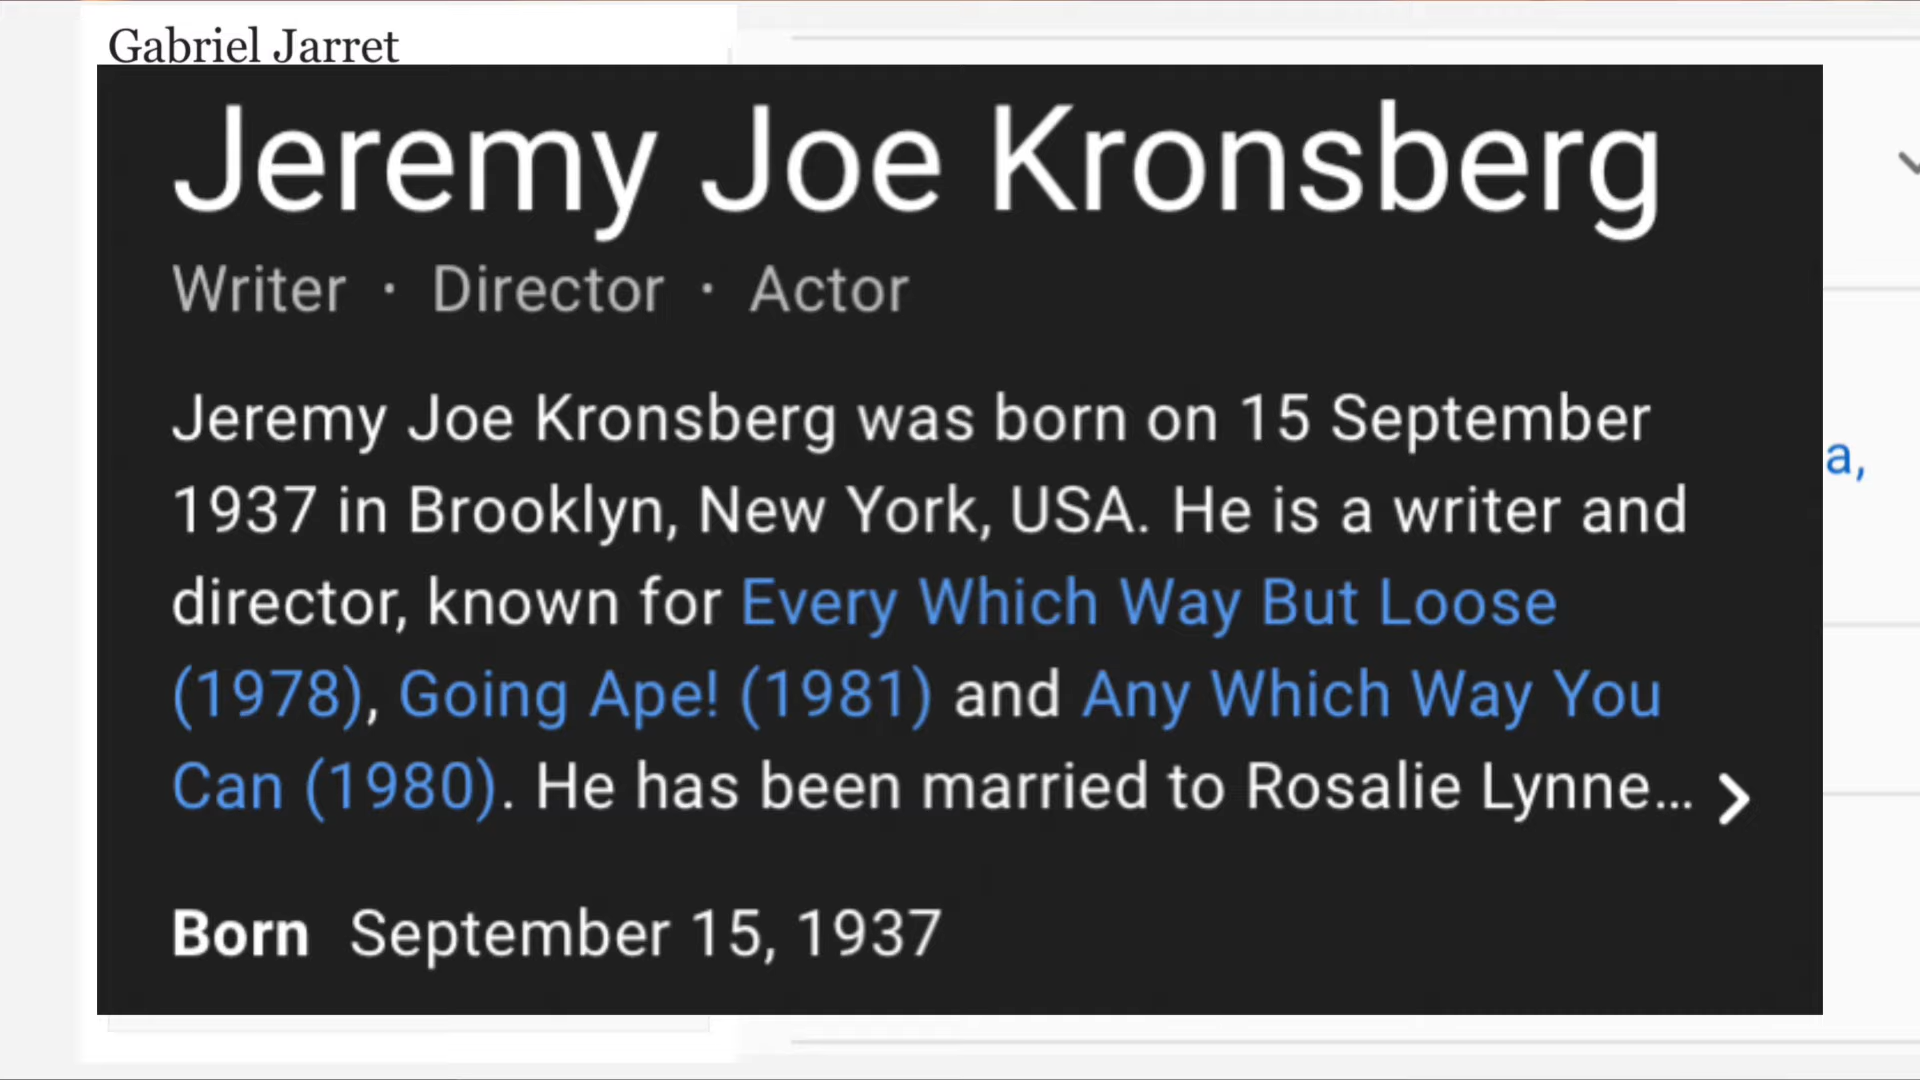 Gabriel Jarret
Jeremy Joe Kronsberg
Writer · Director · Actor
Jeremy Joe Kronsberg was born on 15 September
1937 in Brooklyn, New York, USA. He is a writer and
director, known for Every Which Way But Loose
(1978), Going Ape! (1981) and Any Which Way You
Can (1980). He has been married to Rosalie Lynne...
Born September 15, 1937
a,